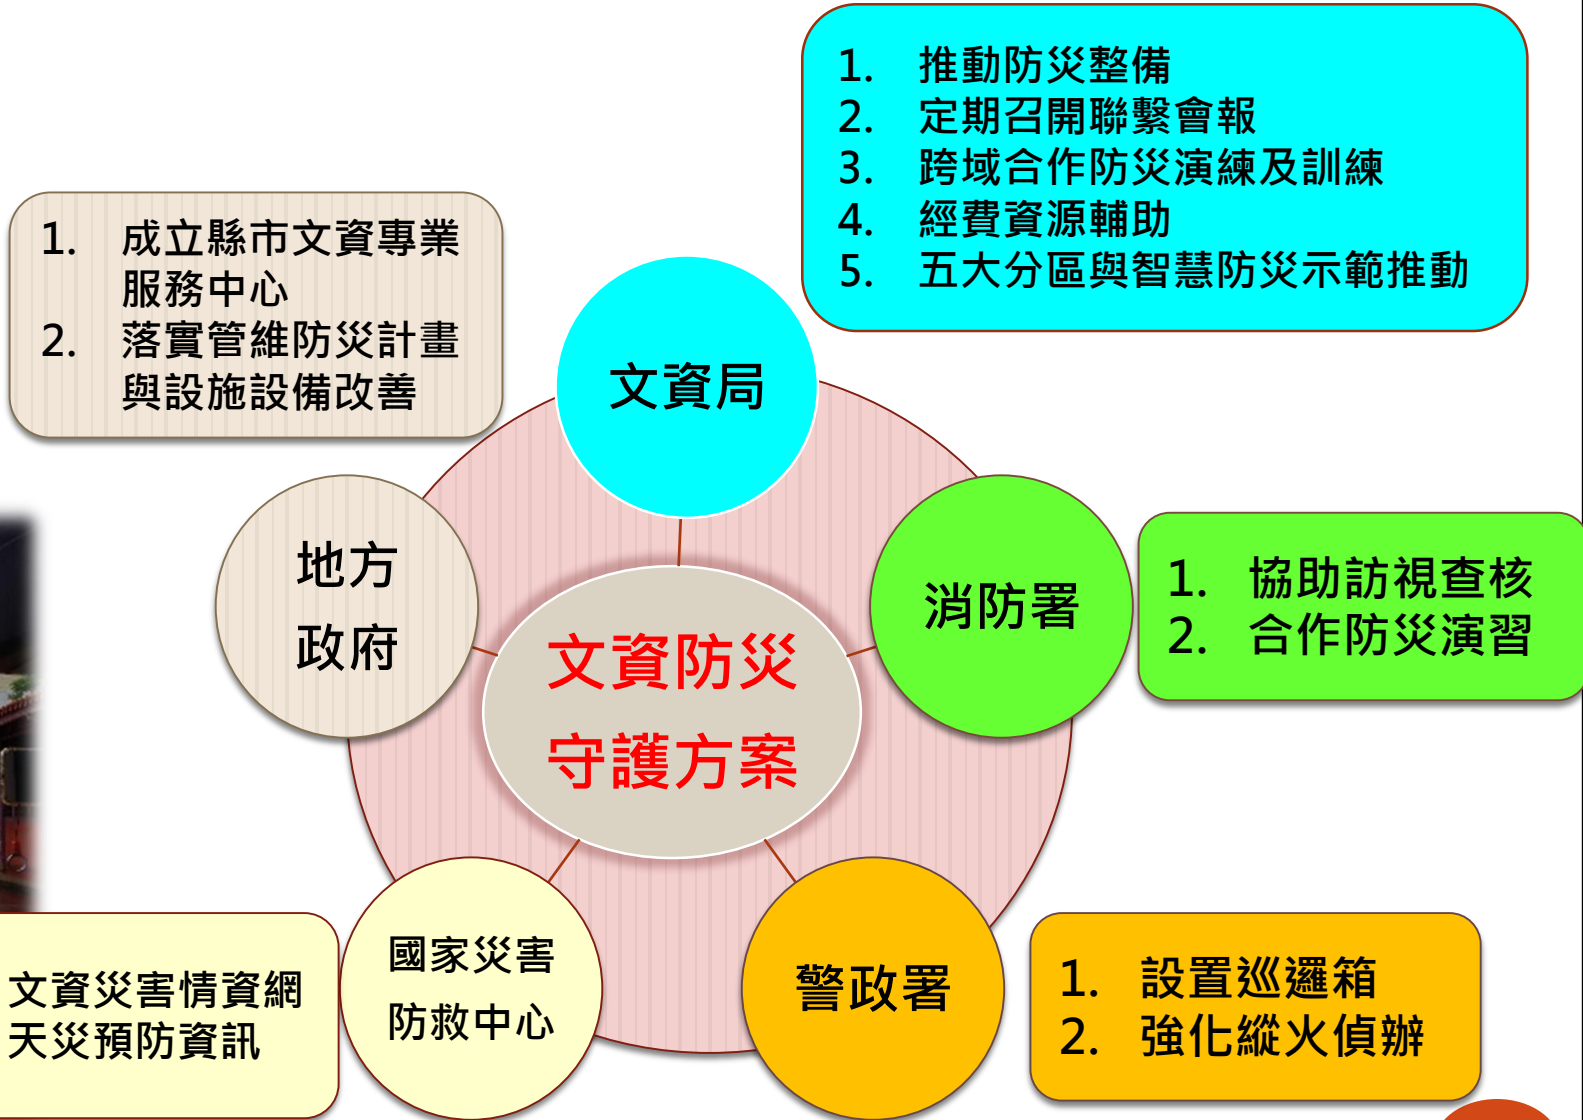 1. 推動防災整備
2. 定期召開聯繫會報
3. 跨域合作防災演練及訓練
4. 經費資源輔助
5. 五大分區與智慧防災示範推動
1. 成立縣市文資專業
服務中心
2. 落實管維防災計畫
與設施設備改善
文資局
地方
政府
消防署
1. 協助訪視查核
2. 合作防災演習
文資防災
守護方案
國家災害
防救中心
文資災害情資網
天災預防資訊
警政署
1. 設置巡邏箱
2. 強化縱火偵辦